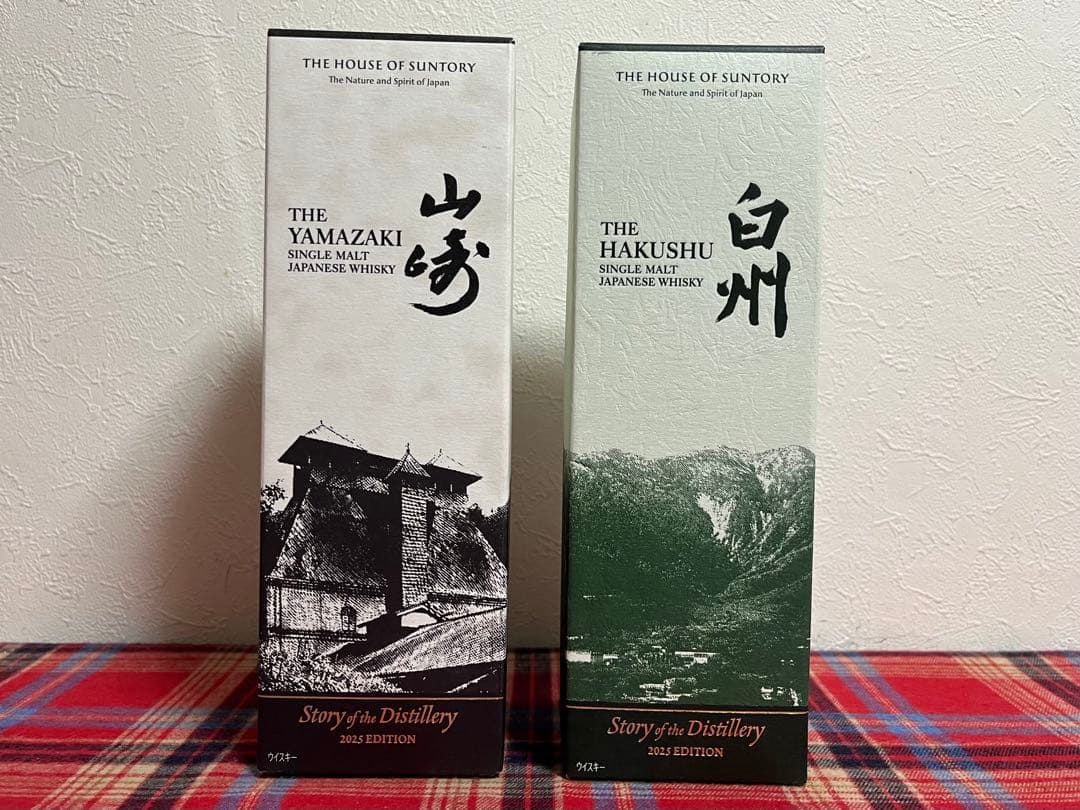 THE HOUSE OF SUNTORY
The Nature and Spirit of Japan
山崎
THE
YAMAZAKI
SINGLE MALT
JAPANESE WHISKY
Story of the Distillery
2025 EDITION
ウイスキー
THE HOUSE OF SUNTORY
The Nature and Spirit of Japan
白州
THE
HAKUSHU
SINGLE MALT
JAPANESE WHISKY
Story of the Distillery
2025 EDITION
ウイスキー